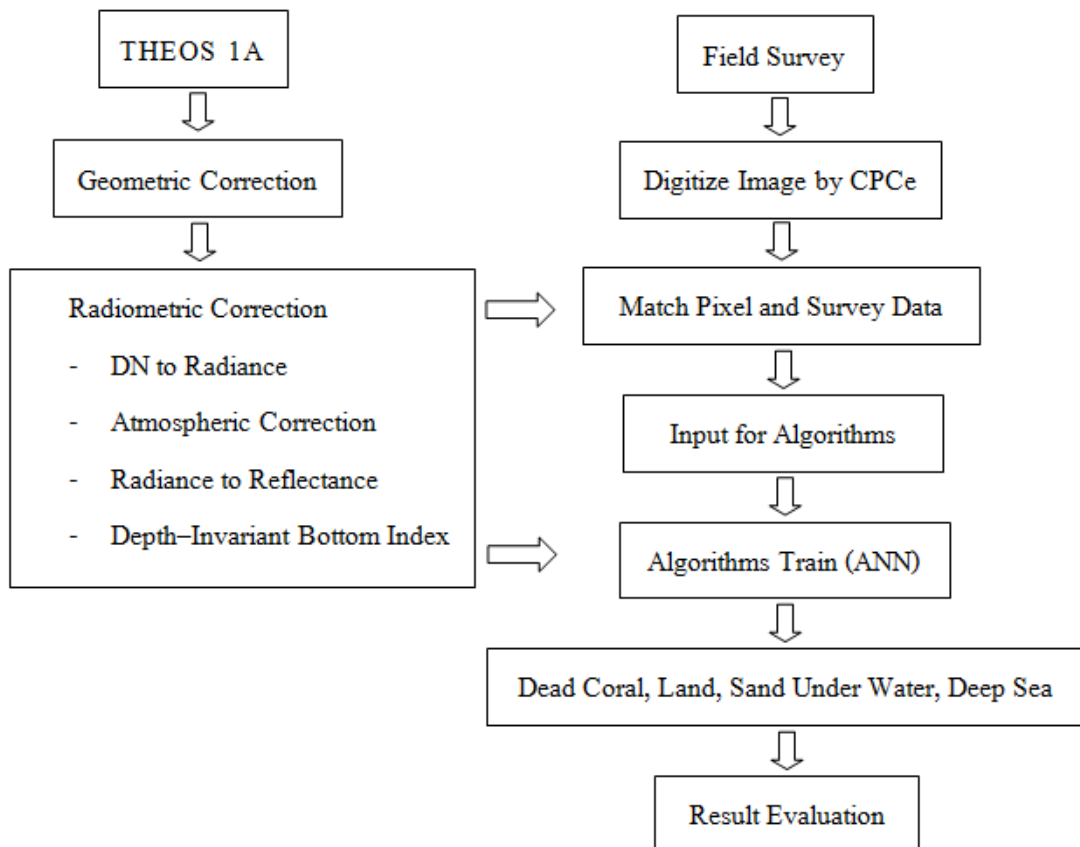 THEOS 1A
Geometric Correction
Radiometric Correction
- DN to Radiance
- Atmospheric Correction
- Radiance to Reflectance
- Depth–Invariant Bottom Index
Field Survey
Digitize Image by CPCe
Match Pixel and Survey Data
Input for Algorithms
Algorithms Train (ANN)
Dead Coral, Land, Sand Under Water, Deep Sea
Result Evaluation